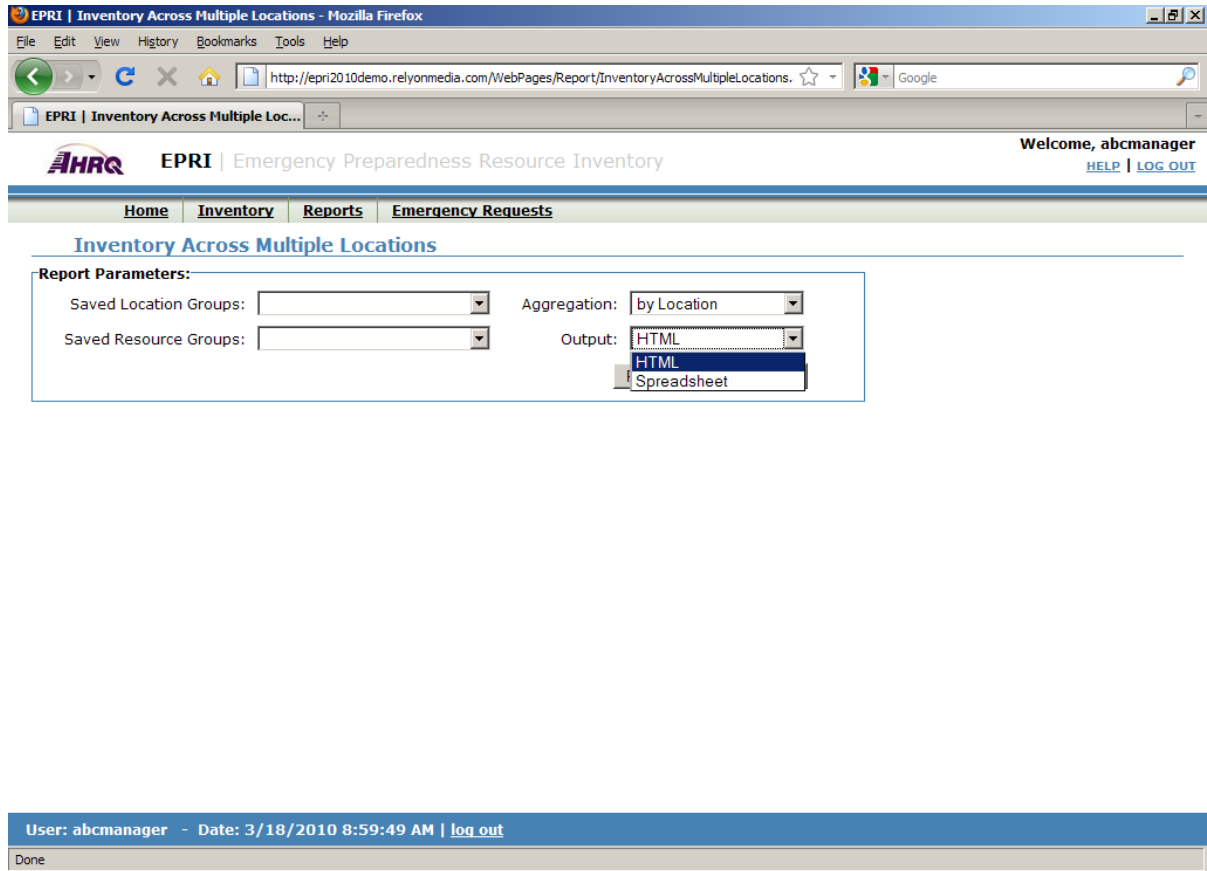 EPRI | Inventory Across Multiple Locations - Mozilla Firefox
File Edit View History Bookmarks Tools Help
http://epri2010demo.relyonmedia.com/WebPages/Report/InventoryAcrossMultipleLocations. Google
EPRI | Inventory Across Multiple Loc...
Welcome, abcmanager
AHRQ EPRI | Emergency Preparedness Resource Inventory
HELP | LOG OUT
Home Inventory Reports Emergency Requests
Inventory Across Multiple Locations
Report Parameters:
Saved Location Groups: Aggregation: by Location
Saved Resource Groups: Output: HTML
HTML
Spreadsheet
User: abcmanager - Date: 3/18/2010 8:59:49 AM | log out
Done